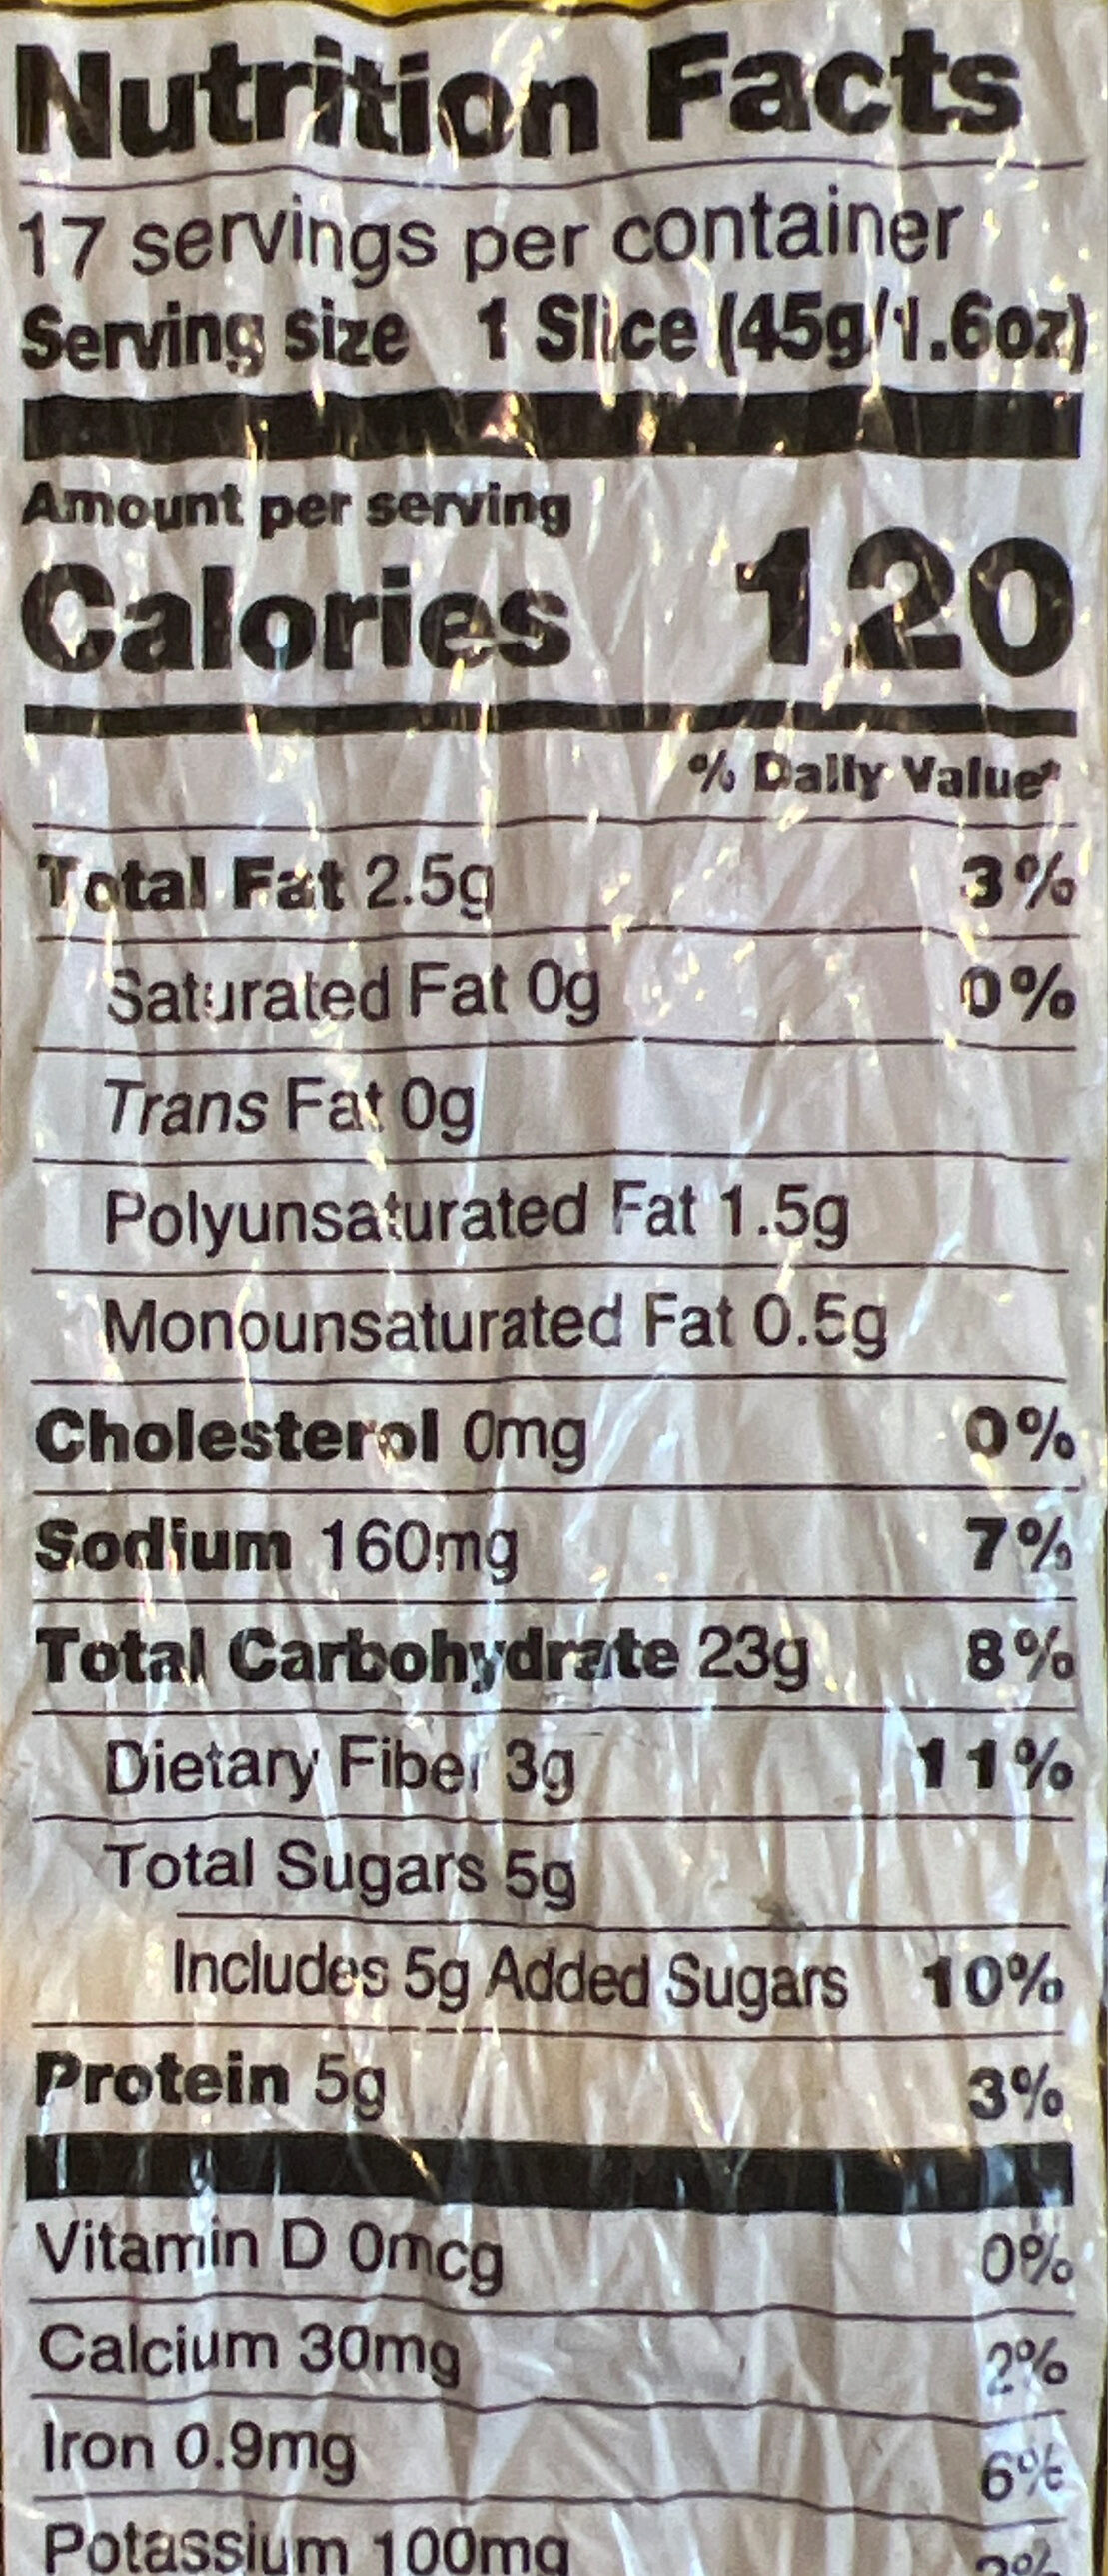 Nutrition Facts
17 servings per container
Serving size 1 Slice (45g/1.6oz)
Amount per serving
Calories 120
% Daily Value*
Total Fat 2.5g 3%
Saturated Fat 0g 0%
Trans Fat 0g
Polyunsaturated Fat 1.5g
Monounsaturated Fat 0.5g
Cholesterol 0mg 0%
Sodium 160mg 7%
Total Carbohydrate 23g 8%
Dietary Fiber 3g 11%
Total Sugars 5g
Includes 5g Added Sugars 10%
Protein 5g 3%
Vitamin D 0mcg 0%
Calcium 30mg 2%
Iron 0.9mg 6%
Potassium 100mg